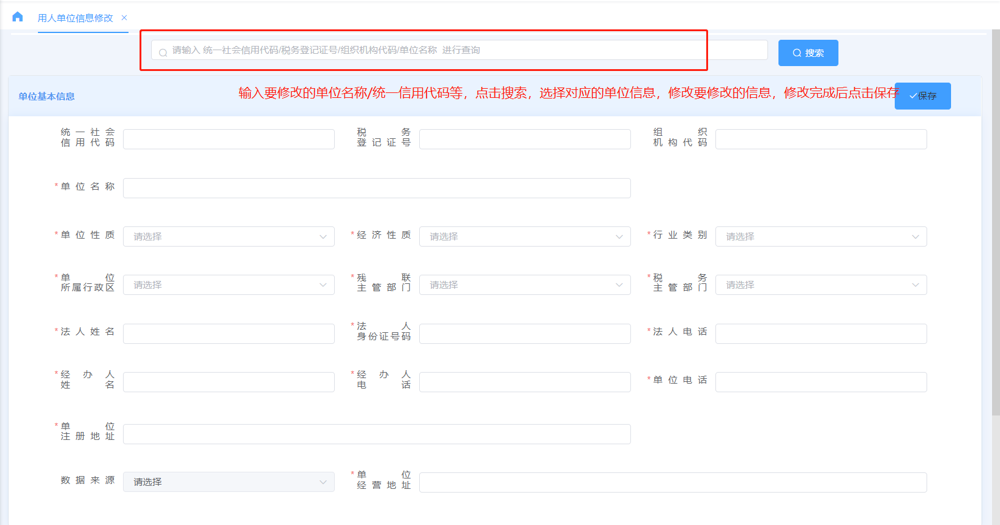 用人单位信息修改 ×
请输入 统一社会信用代码/税务登记证号/组织机构代码/单位名称 进行查询
搜索
单位基本信息
输入要修改的单位名称/统一信用代码等，点击搜索，选择对应的单位信息，修改要修改的信息，修改完成后点击保存
保存
统一社会
信用代码
税务
登记证号
组织
机构代码
*单位名称
*单位性质 请选择
*经济性质 请选择
*行业类别 请选择
*单位
所属行政区 请选择
*残联
主管部门 请选择
*税务
主管部门 请选择
*法人姓名
*法人
身份证号码
*法人电话
*经办人
姓名
*经办人
电话
*单位电话
*单位
注册地址
数据来源 请选择
*单位
经营地址